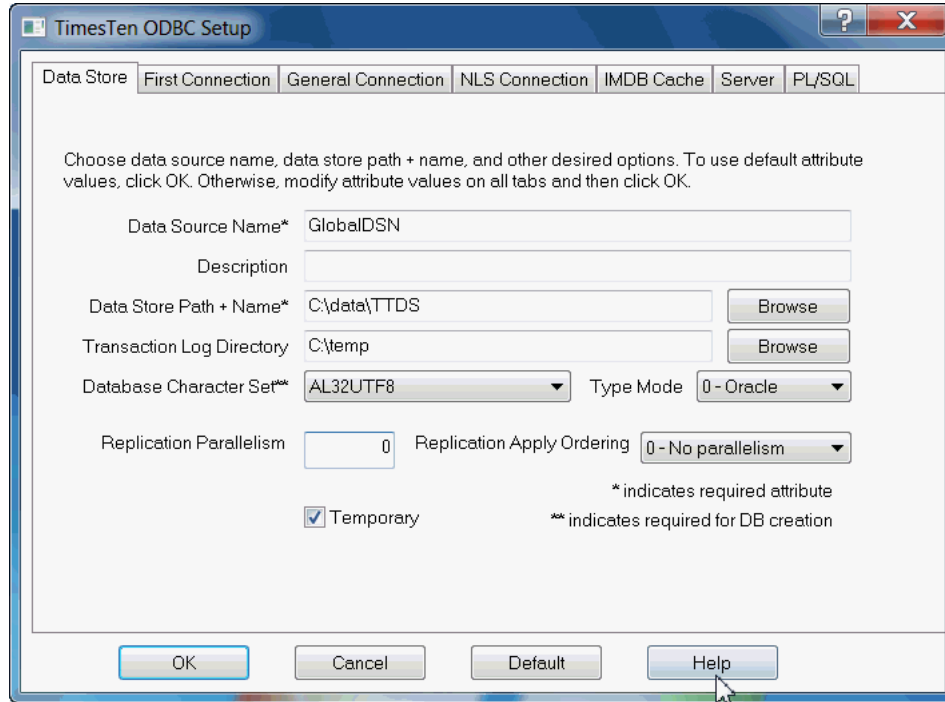 TimesTen ODBC Setup
Data Store First Connection General Connection NLS Connection IMDB Cache Server PL/SQL
Choose data source name, data store path + name, and other desired options. To use default attribute
values, click OK. Otherwise, modify attribute values on all tabs and then click OK.
Data Source Name* GlobalDSN
Description
Data Store Path + Name* C:\data\TTDS Browse
Transaction Log Directory C:\temp Browse
Database Character Set** AL32UTF8 Type Mode 0 - Oracle
Replication Parallelism 0 Replication Apply Ordering 0 - No parallelism
* indicates required attribute
Temporary ** indicates required for DB creation
OK Cancel Default Help